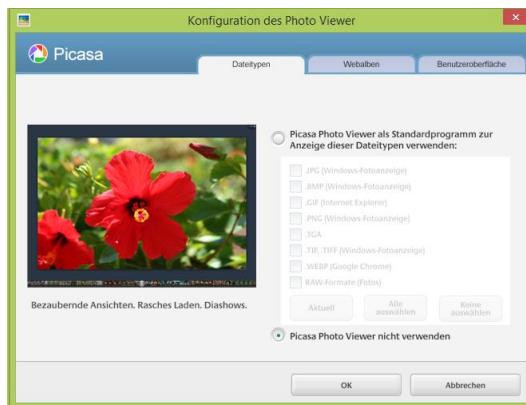 Konfiguration des Photo Viewer
Picasa
Dateitypen
Webalben
Benutzeroberfläche
Picasa Photo Viewer als Standardprogramm zur
Anzeige dieser Dateitypen verwenden:
.JPG (Windows-Fotoanzeige)
.BMP (Windows-Fotoanzeige)
.GIF (Internet Explorer)
.PNG (Windows-Fotoanzeige)
.TGA
.TIF, .TIFF (Windows-Fotoanzeige)
.WEBP (Google Chrome)
RAW-Formate (Fotos)
Aktuell
Alle
auswählen
Keine
auswählen
Bezaubernde Ansichten. Rasches Laden. Diashows.
Picasa Photo Viewer nicht verwenden
OK
Abbrechen